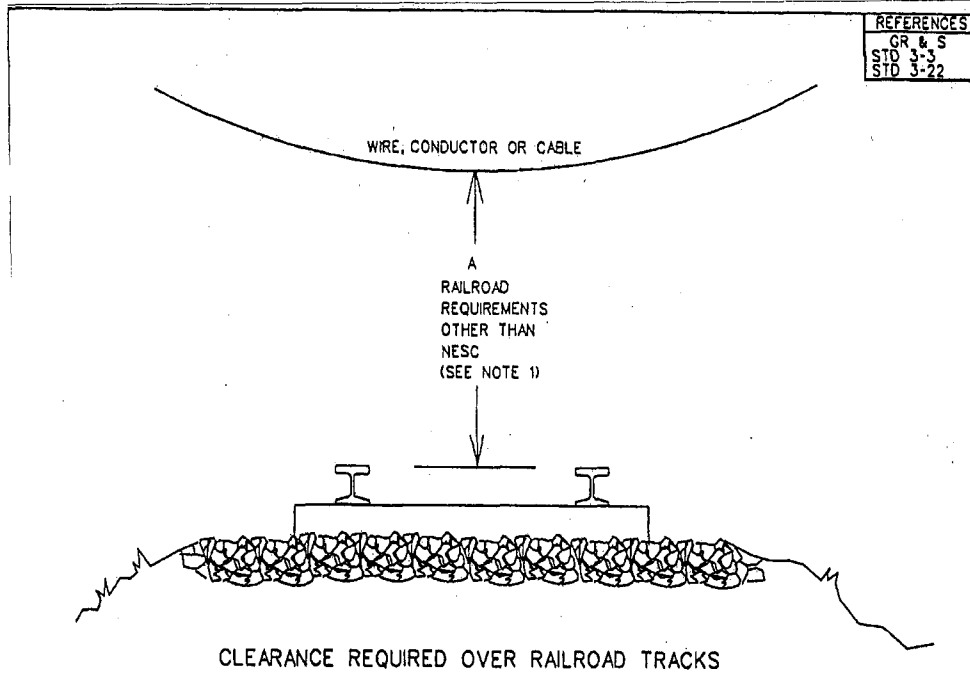 REFERENCES
GR & S
STD 3-3
STD 3-22
WIRE, CONDUCTOR OR CABLE
A
RAILROAD
REQUIREMENTS
OTHER THAN
NESC
(SEE NOTE 1)
CLEARANCE REQUIRED OVER RAILROAD TRACKS